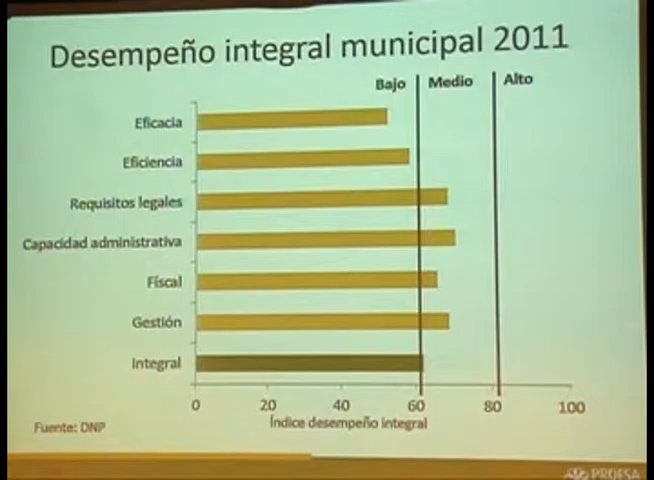 Desempeño integral municipal 2011
Bajo
Medio
Alto
Eficacia
Eficiencia
Requisitos legales
Capacidad administrativa
Fiscal
Gestión
Integral
0 20 40 60 80 100
Índice desempeño integral
Fuente: DNP
PROESA